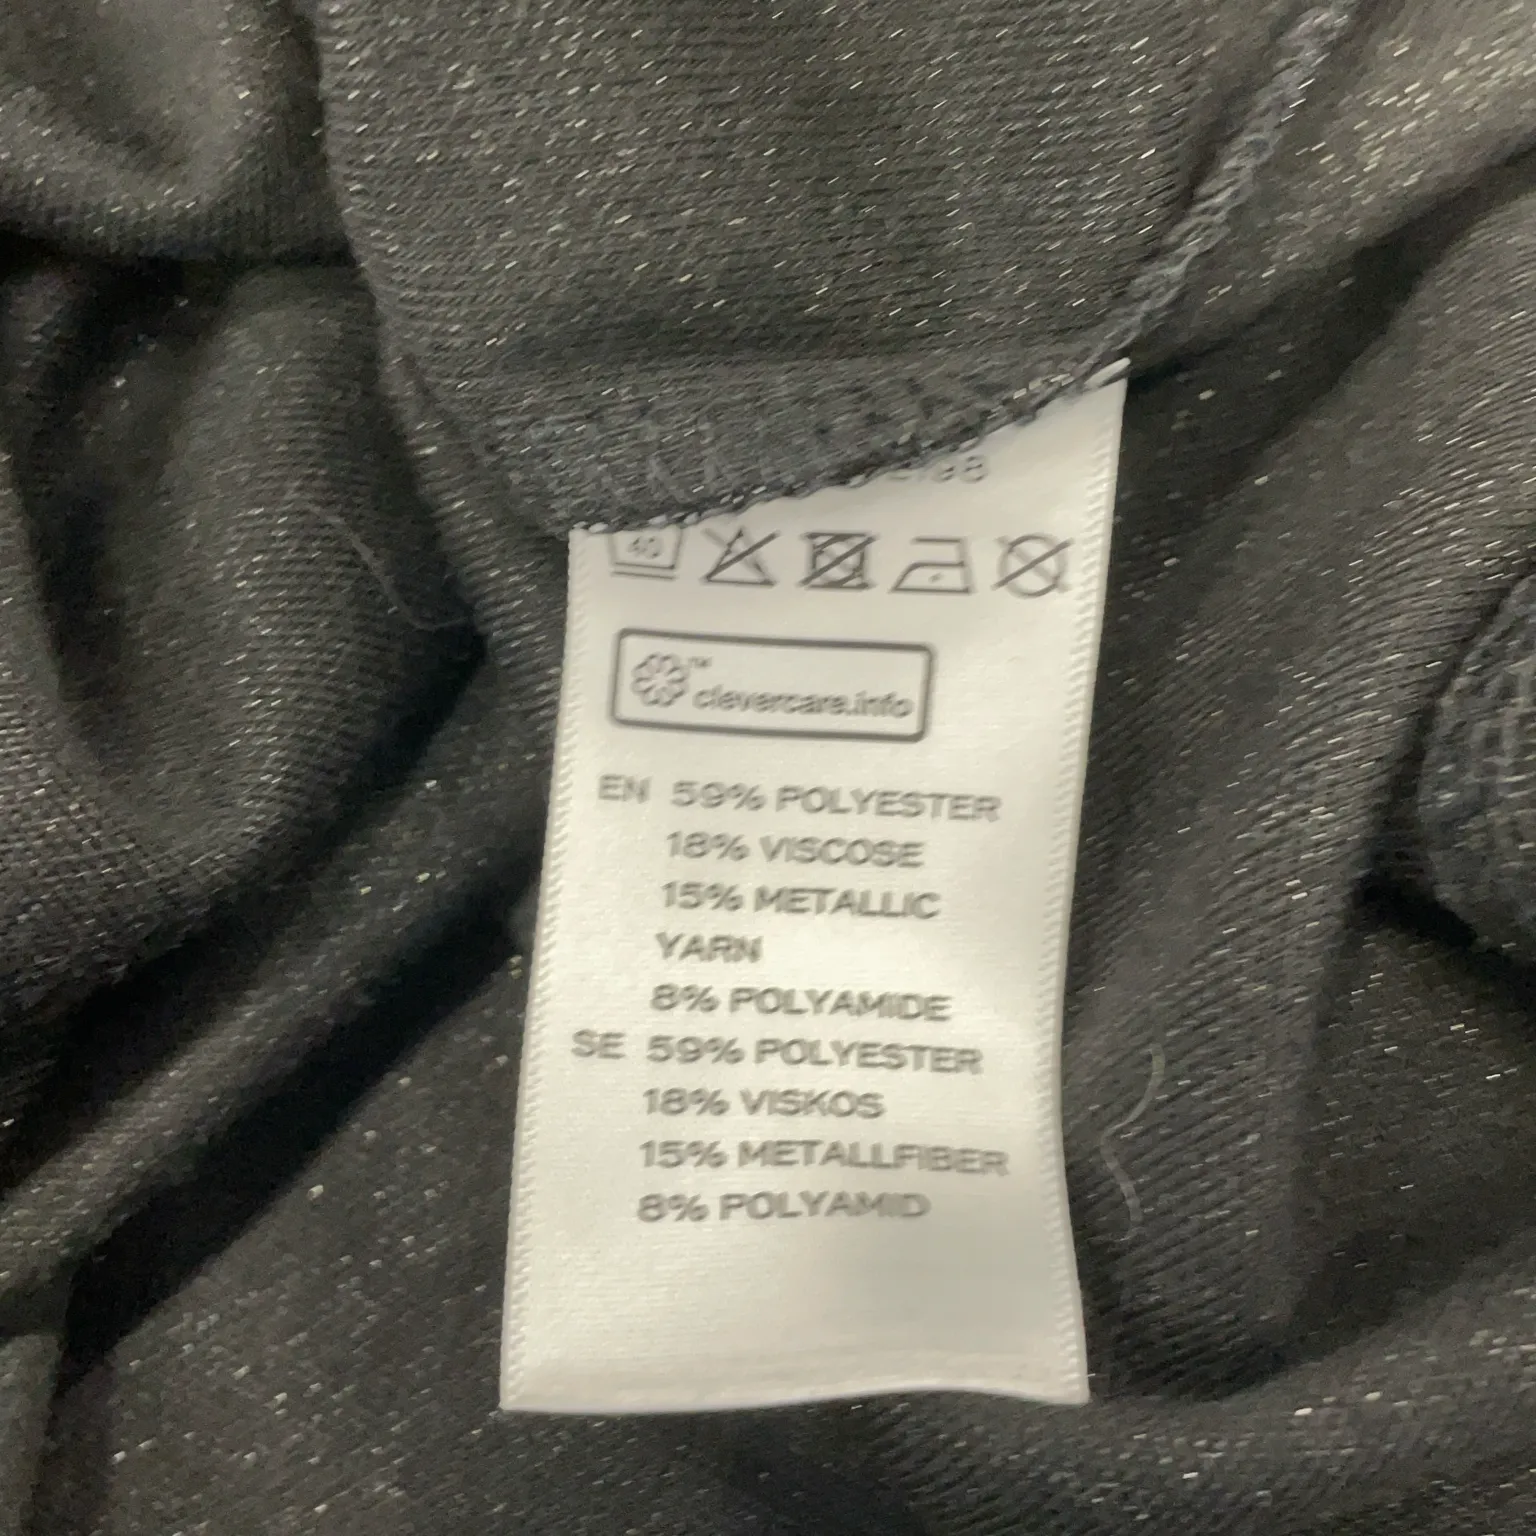 40
™
clevercare.info
EN 59% POLYESTER
18% VISCOSE
15% METALLIC
YARN
8% POLYAMIDE
SE 59% POLYESTER
18% VISKOS
15% METALLFIBER
8% POLYAMID